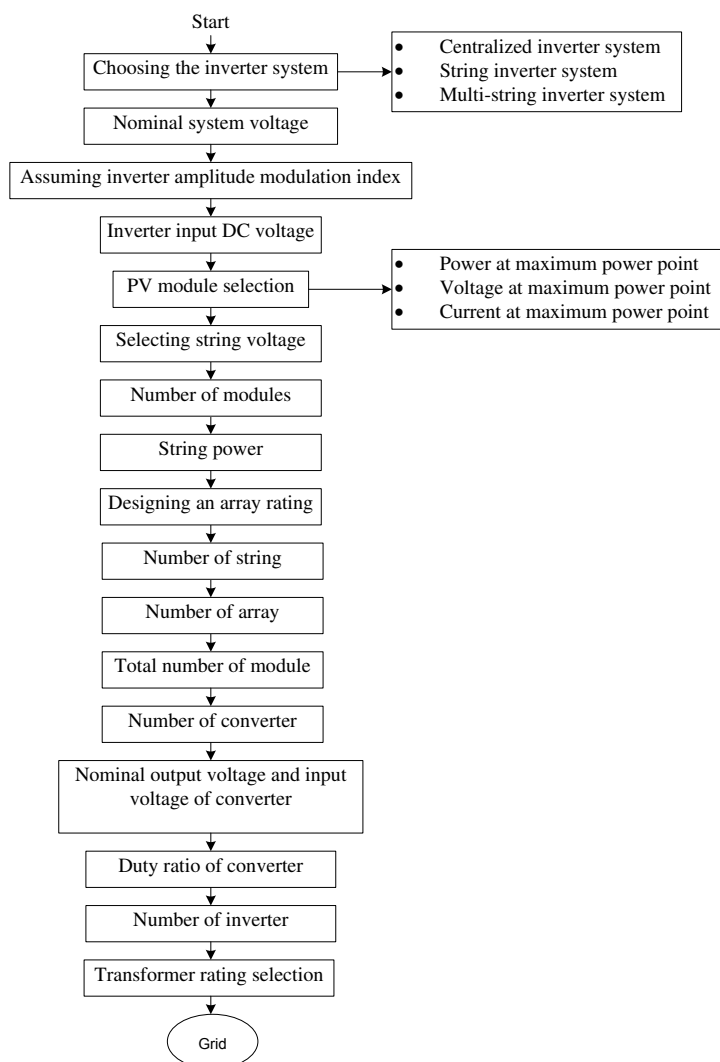 Start
Choosing the inverter system
• Centralized inverter system
• String inverter system
• Multi-string inverter system
Nominal system voltage
Assuming inverter amplitude modulation index
Inverter input DC voltage
PV module selection
• Power at maximum power point
• Voltage at maximum power point
• Current at maximum power point
Selecting string voltage
Number of modules
String power
Designing an array rating
Number of string
Number of array
Total number of module
Number of converter
Nominal output voltage and input
voltage of converter
Duty ratio of converter
Number of inverter
Transformer rating selection
Grid